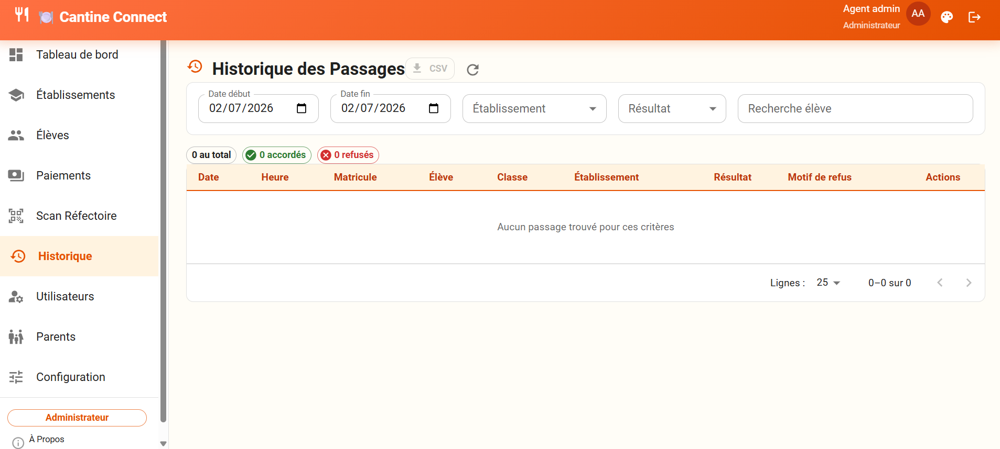 Cantine Connect
Agent admin
Administrateur
AA
Tableau de bord
Établissements
Élèves
Paiements
Scan Réfectoire
Historique
Utilisateurs
Parents
Configuration
Administrateur
À Propos
Historique des Passages
CSV
Date début
02/07/2026
Date fin
02/07/2026
Établissement
Résultat
Recherche élève
0 au total
0 accordés
0 refusés
Date Heure Matricule Élève Classe Établissement Résultat Motif de refus Actions
Aucun passage trouvé pour ces critères
Lignes : 25 0–0 sur 0